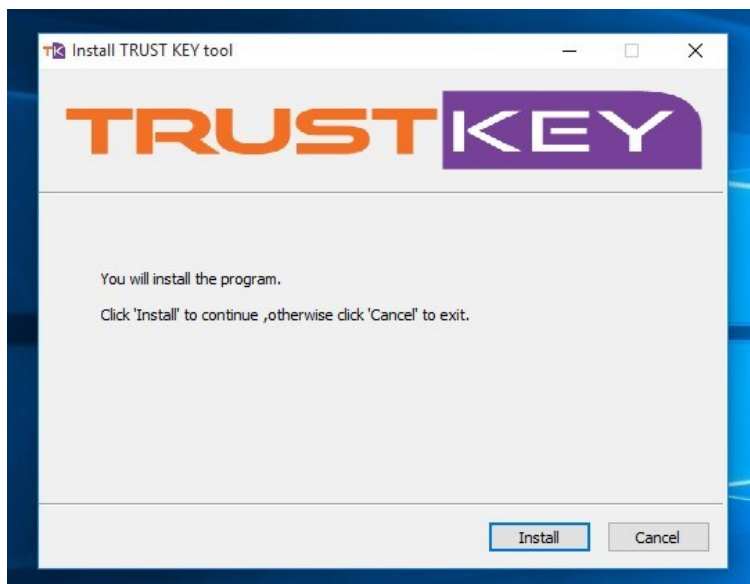 TK Install TRUST KEY tool
TRUSTKEY
You will install the program.
Click 'Install' to continue ,otherwise click 'Cancel' to exit.
Install Cancel